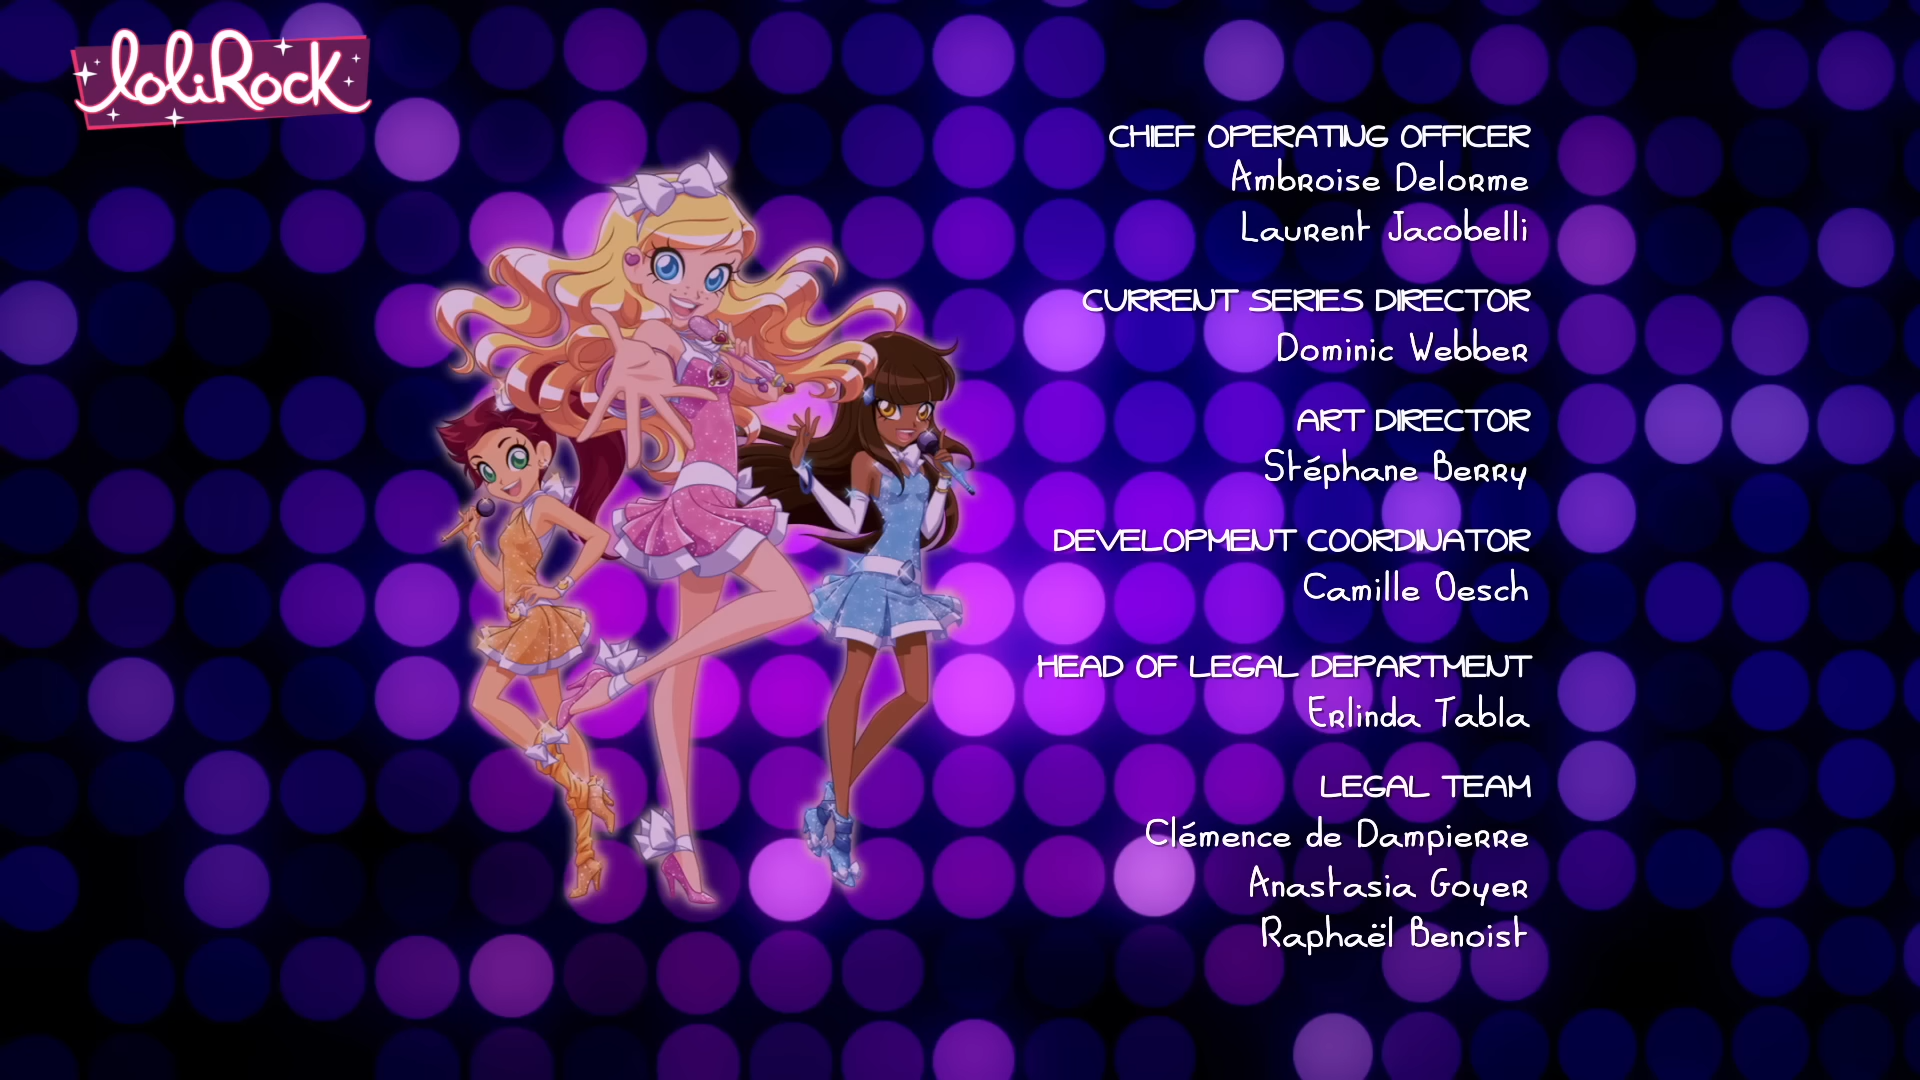 loliRock
CHIEF OPERATING OFFICER
Ambroise Delorme
Laurent Jacobelli
CURRENT SERIES DIRECTOR
Dominic Webber
ART DIRECTOR
Stéphane Berry
DEVELOPMENT COORDINATOR
Camille Oesch
HEAD OF LEGAL DEPARTMENT
Erlinda Tabla
LEGAL TEAM
Clémence de Dampierre
Anastasia Goyer
Raphaël Benoist